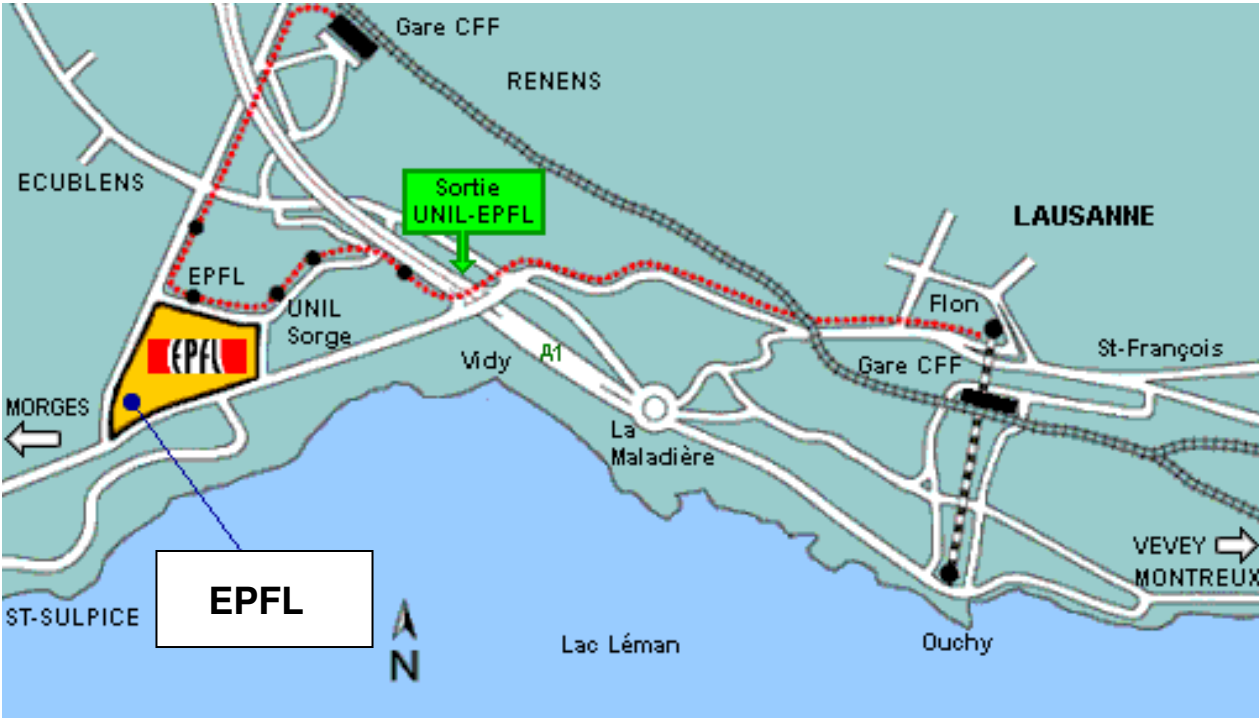 Gare CFF
RENENS
ECUBLENS
Sortie
UNIL-EPFL
LAUSANNE
EPFL
UNIL
Sorge
Flon
EPFL
Vidy
A1
Gare CFF
St-François
MORGES
La
Maladière
VEVEY
MONTREUX
EPFL
ST-SULPICE
N
Lac Léman
Ouchy